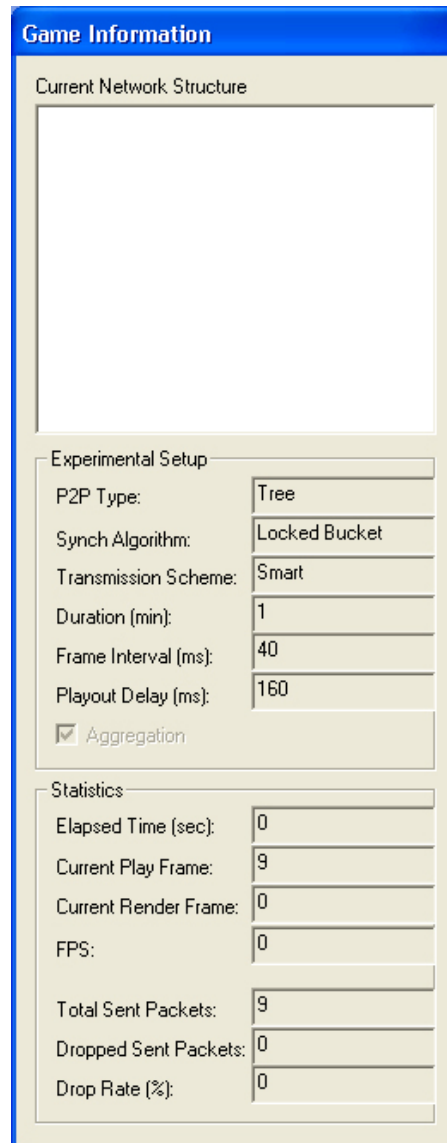 Game Information
Current Network Structure
Experimental Setup
P2P Type: Tree
Synch Algorithm: Locked Bucket
Transmission Scheme: Smart
Duration (min): 1
Frame Interval (ms): 40
Playout Delay (ms): 160
Aggregation
Statistics
Elapsed Time (sec): 0
Current Play Frame: 9
Current Render Frame: 0
FPS: 0
Total Sent Packets: 9
Dropped Sent Packets: 0
Drop Rate (%): 0